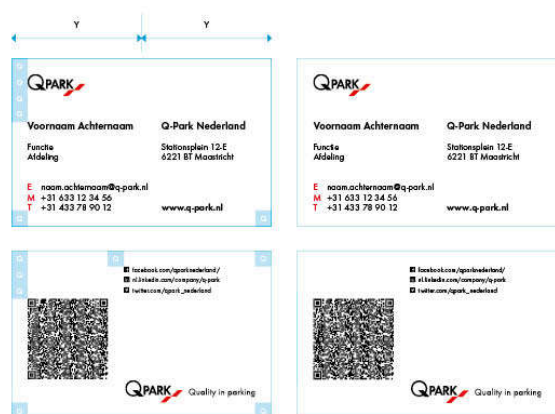 Y Y
Q
Q
Q
Q
QPARK
Voornaam Achternaam Q-Park Nederland
Functie Stationsplein 12-E
Afdeling 6221 BT Maastricht
E naam.achternaam@q-park.nl
M +31 633 12 34 56
T +31 433 78 90 12 www.q-park.nl
Q Q
QPARK
Voornaam Achternaam Q-Park Nederland
Functie Stationsplein 12-E
Afdeling 6221 BT Maastricht
E naam.achternaam@q-park.nl
M +31 633 12 34 56
T +31 433 78 90 12 www.q-park.nl
Q Q Q
Q
Q
facebook.com/qparknederland/
nl.linkedin.com/company/q-park
twitter.com/qpark_nederland
QPARK Quality in parking
Q Q
facebook.com/qparknederland/
nl.linkedin.com/company/q-park
twitter.com/qpark_nederland
QPARK Quality in parking